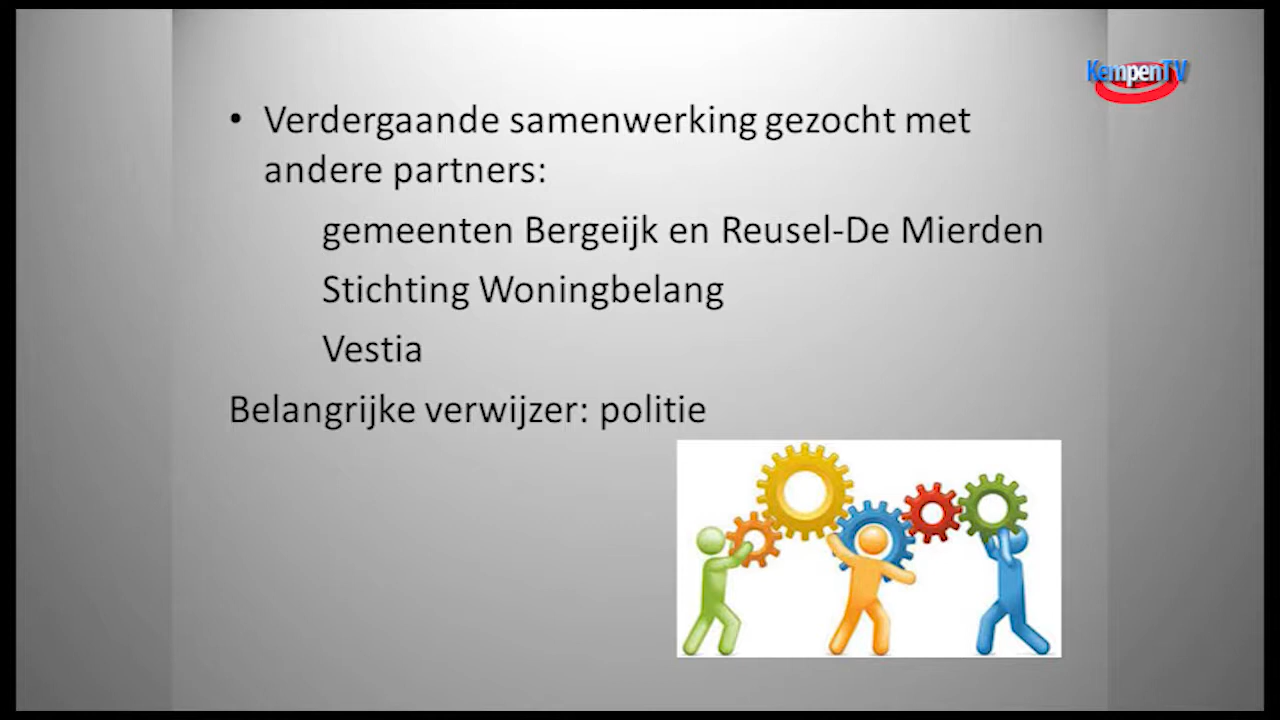 KempenTV
• Verdergaande samenwerking gezocht met
andere partners:
gemeenten Bergeijk en Reusel-De Mierden
Stichting Woningbelang
Vestia
Belangrijke verwijzer: politie